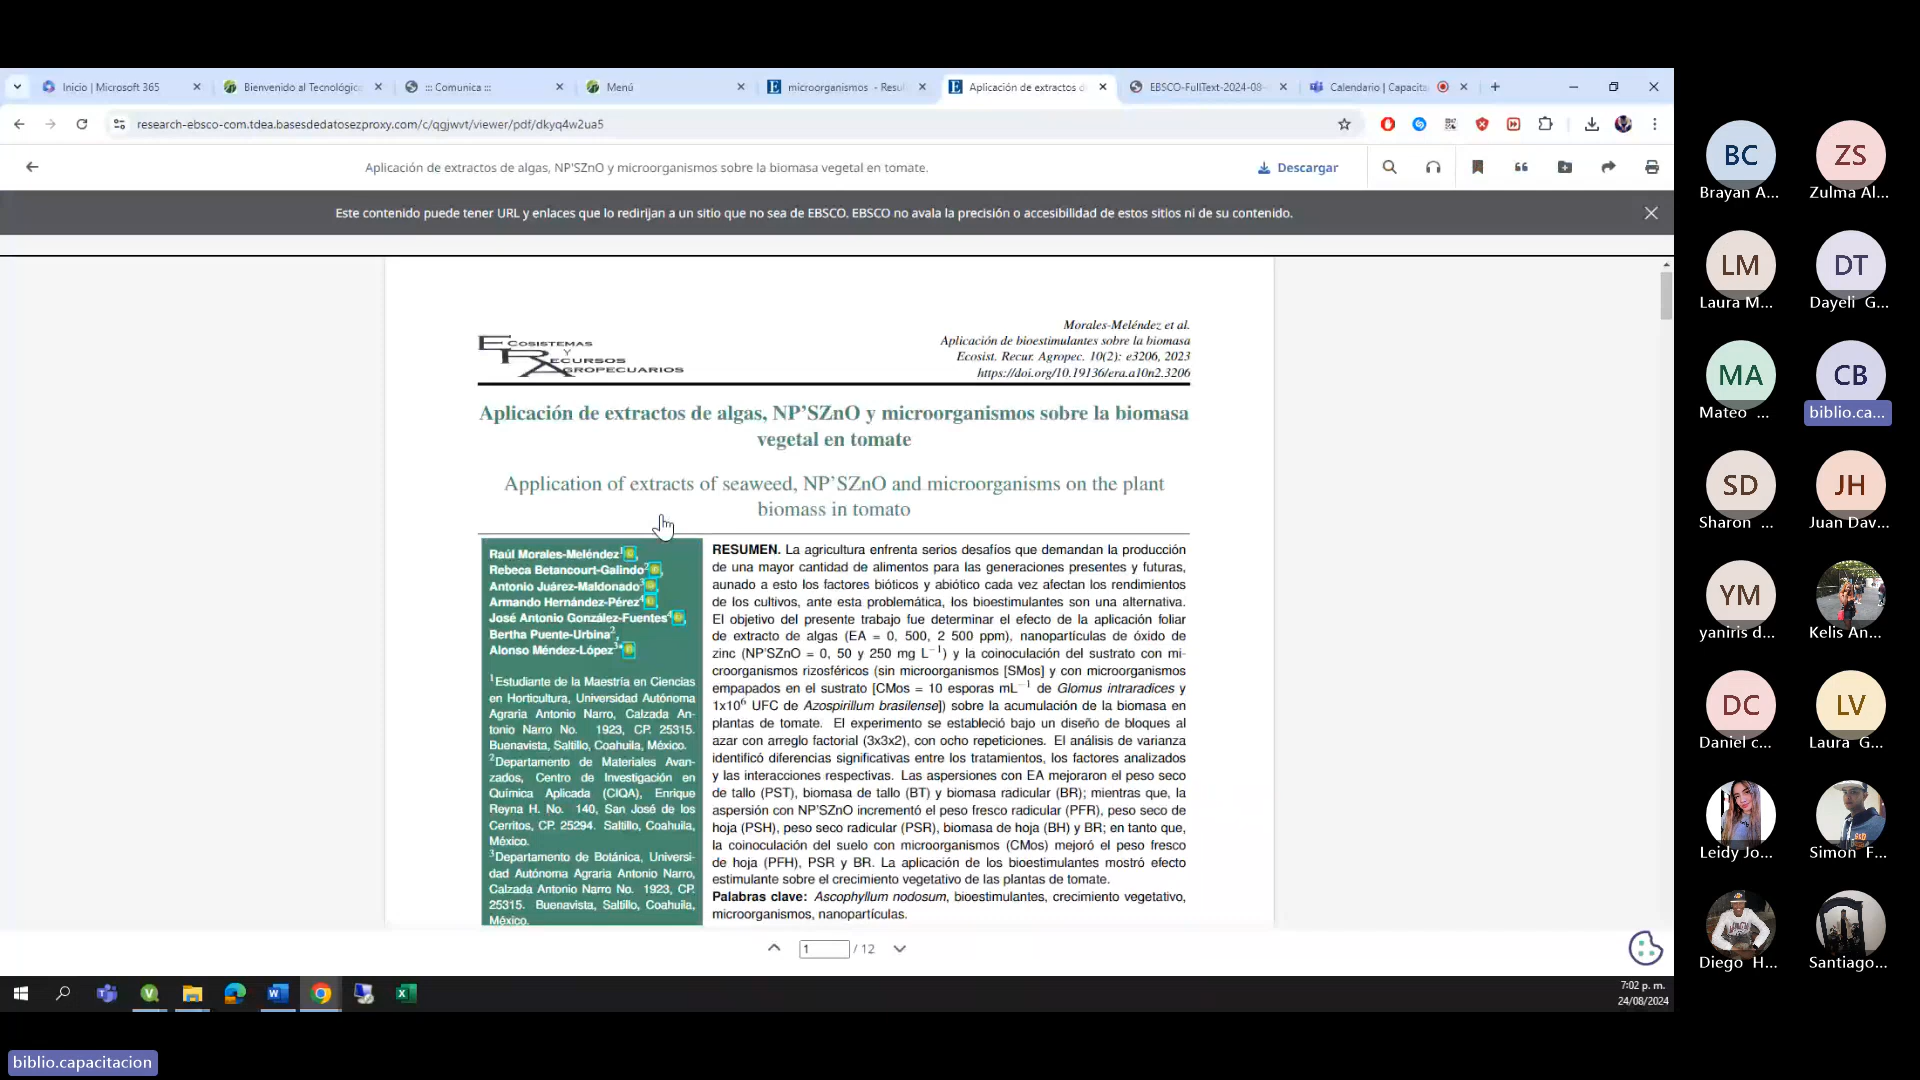 Inicio | Microsoft 365
Bienvenido al Tecnológic
::: Comunica :::
Menú
microorganismos - Resul
Aplicación de extractos d
EBSCO-FullText-2024-08-
Calendario | Capacita
research-ebsco-com.tdea.basesdedatosezproxy.com/c/qgjwvt/viewer/pdf/dkyq4w2ua5
Aplicación de extractos de algas, NP'SZnO y microorganismos sobre la biomasa vegetal en tomate.
Descargar
Este contenido puede tener URL y enlaces que lo redirijan a un sitio que no sea de EBSCO. EBSCO no avala la precisión o accesibilidad de estos sitios ni de su contenido.
ECOSISTEMAS
Y
RECURSOS
AGROPECUARIOS
Morales-Meléndez et al.
Aplicación de bioestimulantes sobre la biomasa
Ecosist. Recur. Agropec. 10(2): e3206, 2023
https://doi.org/10.19136/era.a10n2.3206
Aplicación de extractos de algas, NP'SZnO y microorganismos sobre la biomasa
vegetal en tomate
Application of extracts of seaweed, NP'SZnO and microorganisms on the plant
biomass in tomato
Raúl Morales-Meléndez1,
Rebeca Betancourt-Galindo2,
Antonio Juárez-Maldonado3,
Armando Hernández-Pérez4,
José Antonio González-Fuentes4,
Bertha Puente-Urbina2,
Alonso Méndez-López3*
1Estudiante de la Maestría en Ciencias
en Horticultura, Universidad Autónoma
Agraria Antonio Narro, Calzada An-
tonio Narro No. 1923, CP. 25315.
Buenavista, Saltillo, Coahuila, México.
2Departamento de Materiales Avan-
zados, Centro de Investigación en
Química Aplicada (CIQA), Enrique
Reyna H. No. 140, San José de los
Cerritos, CP. 25294. Saltillo, Coahuila,
México.
3Departamento de Botánica, Universi-
dad Autónoma Agraria Antonio Narro,
Calzada Antonio Narro No. 1923, CP.
25315. Buenavista, Saltillo, Coahuila,
México.
RESUMEN. La agricultura enfrenta serios desafíos que demandan la producción
de una mayor cantidad de alimentos para las generaciones presentes y futuras,
aunado a esto los factores bióticos y abiótico cada vez afectan los rendimientos
de los cultivos, ante esta problemática, los bioestimulantes son una alternativa.
El objetivo del presente trabajo fue determinar el efecto de la aplicación foliar
de extracto de algas (EA = 0, 500, 2 500 ppm), nanopartículas de óxido de
zinc (NP'SZnO = 0, 50 y 250 mg L−1) y la coinoculación del sustrato con mi-
croorganismos rizosféricos (sin microorganismos [SMos] y con microorganismos
empapados en el sustrato [CMos = 10 esporas mL−1 de Glomus intraradices y
1x10⁶ UFC de Azospirillum brasilense]) sobre la acumulación de la biomasa en
plantas de tomate. El experimento se estableció bajo un diseño de bloques al
azar con arreglo factorial (3x3x2), con ocho repeticiones. El análisis de varianza
identificó diferencias significativas entre los tratamientos, los factores analizados
y las interacciones respectivas. Las aspersiones con EA mejoraron el peso seco
de tallo (PST), biomasa de tallo (BT) y biomasa radicular (BR); mientras que, la
aspersión con NP'SZnO incrementó el peso fresco radicular (PFR), peso seco de
hoja (PSH), peso seco radicular (PSR), biomasa de hoja (BH) y BR; en tanto que,
la coinoculación del suelo con microorganismos (CMos) mejoró el peso fresco
de hoja (PFH), PSR y BR. La aplicación de los bioestimulantes mostró efecto
estimulante sobre el crecimiento vegetativo de las plantas de tomate.
Palabras clave: Ascophyllum nodosum, bioestimulantes, crecimiento vegetativo,
microorganismos, nanopartículas.
1 / 12
7:02 p. m.
24/08/2024
BC
Brayan A...
ZS
Zulma Al...
LM
Laura M...
DT
Dayeli G...
MA
Mateo ...
CB
biblio.ca...
SD
Sharon ...
JH
Juan Dav...
YM
yaniris d...
Kelis An...
DC
Daniel c...
LV
Laura G...
Leidy Jo...
Simon F...
Diego H...
Santiago...
biblio.capacitacion